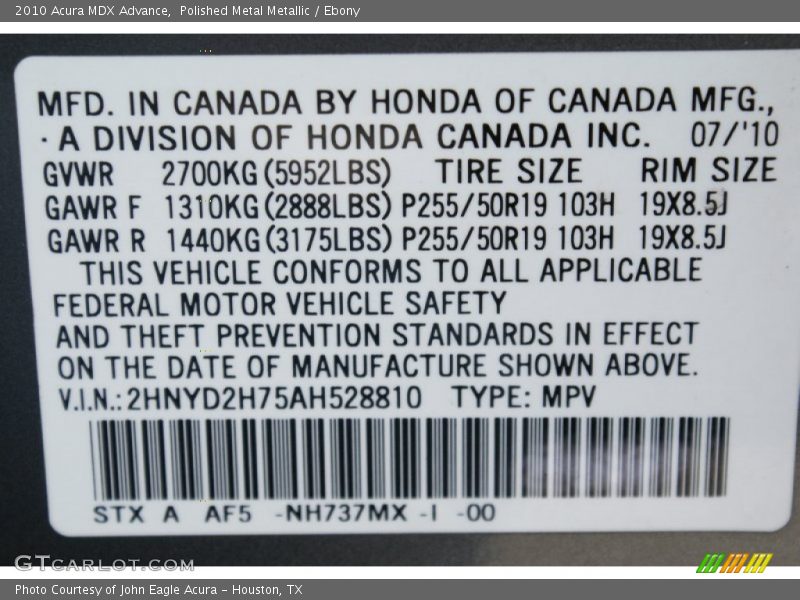 2010 Acura MDX Advance,  Polished Metal Metallic / Ebony
MFD. IN CANADA BY HONDA OF CANADA MFG.,
· A DIVISION OF HONDA CANADA INC.   07/'10
GVWR   2700KG(5952LBS)   TIRE SIZE   RIM SIZE
GAWR F  1310KG(2888LBS) P255/50R19 103H  19X8.5J
GAWR R  1440KG(3175LBS) P255/50R19 103H  19X8.5J
THIS VEHICLE CONFORMS TO ALL APPLICABLE
FEDERAL MOTOR VEHICLE SAFETY
AND THEFT PREVENTION STANDARDS IN EFFECT
ON THE DATE OF MANUFACTURE SHOWN ABOVE.
V.I.N.:2HNYD2H75AH528810   TYPE: MPV
STX  A  AF5  -NH737MX -I  -00
GTCARLOT.COM
Photo Courtesy of John Eagle Acura - Houston, TX